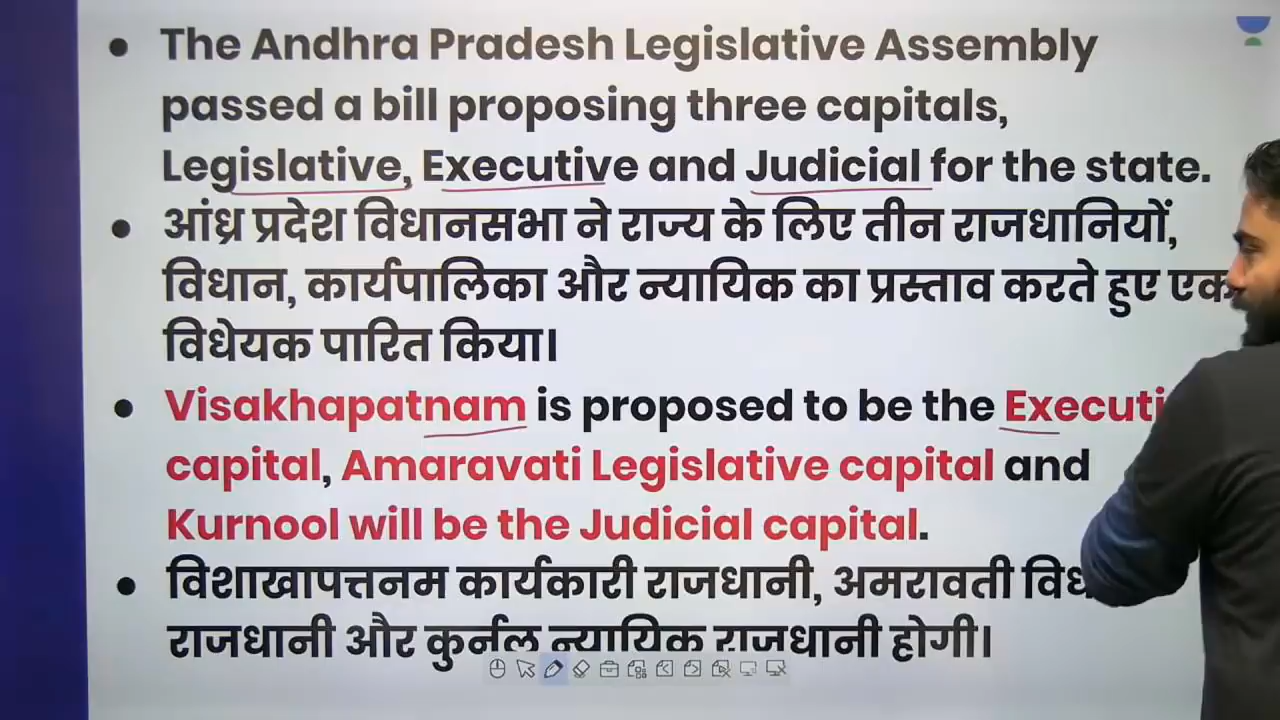 The Andhra Pradesh Legislative Assembly
passed a bill proposing three capitals,
Legislative, Executive and Judicial for the state.
आंध्र प्रदेश विधानसभा ने राज्य के लिए तीन राजधानियों,
विधान, कार्यपालिका और न्यायिक का प्रस्ताव करते हुए एक
विधेयक पारित किया।
Visakhapatnam is proposed to be the
capital, Amaravati Legislative capital and
Kurnool will be the Judicial capital.
विशाखापत्तनम कार्यकारी राजधानी, अमरावती
राजधानी और कुर्नूल न्यायिक राजधानी होगी।